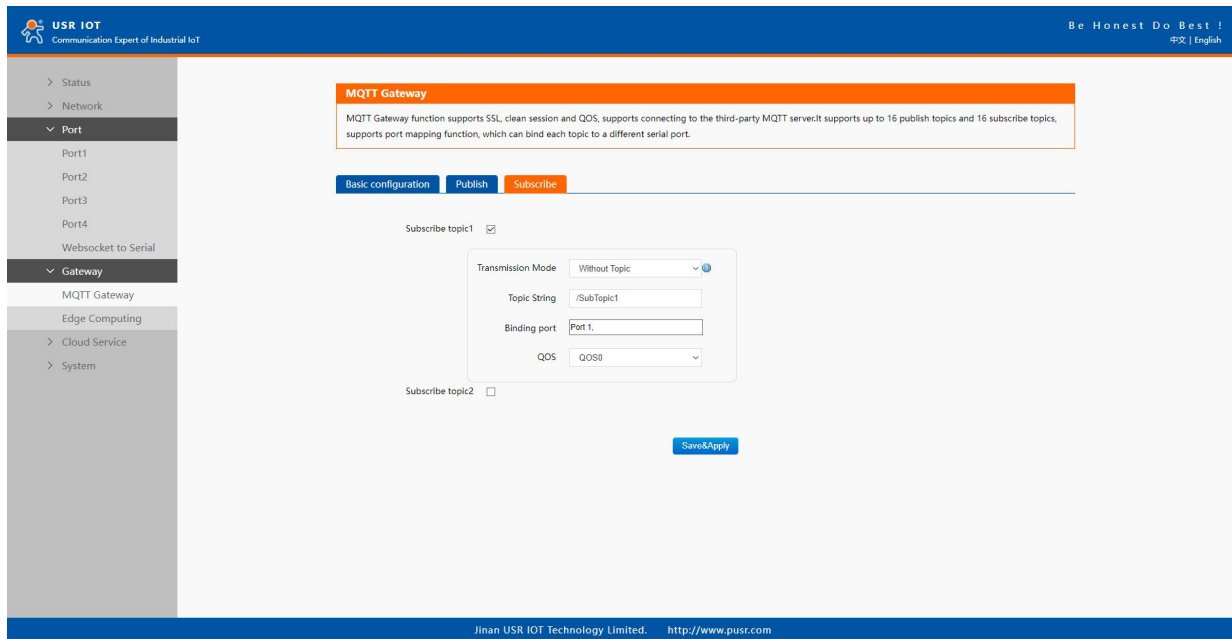 USR IOT
Communication Expert of Industrial IoT
Be Honest Do Best !
中文 | English
Status
Network
Port
Port1
Port2
Port3
Port4
Websocket to Serial
Gateway
MQTT Gateway
Edge Computing
Cloud Service
System
MQTT Gateway
MQTT Gateway function supports SSL, clean session and QOS, supports connecting to the third-party MQTT server.It supports up to 16 publish topics and 16 subscribe topics,
supports port mapping function, which can bind each topic to a different serial port.
Basic configuration Publish Subscribe
Subscribe topic1
Transmission Mode Without Topic
Topic String /SubTopic1
Binding port Port 1,
QOS QOS0
Subscribe topic2
Save&Apply
Jinan USR IOT Technology Limited. http://www.pusr.com